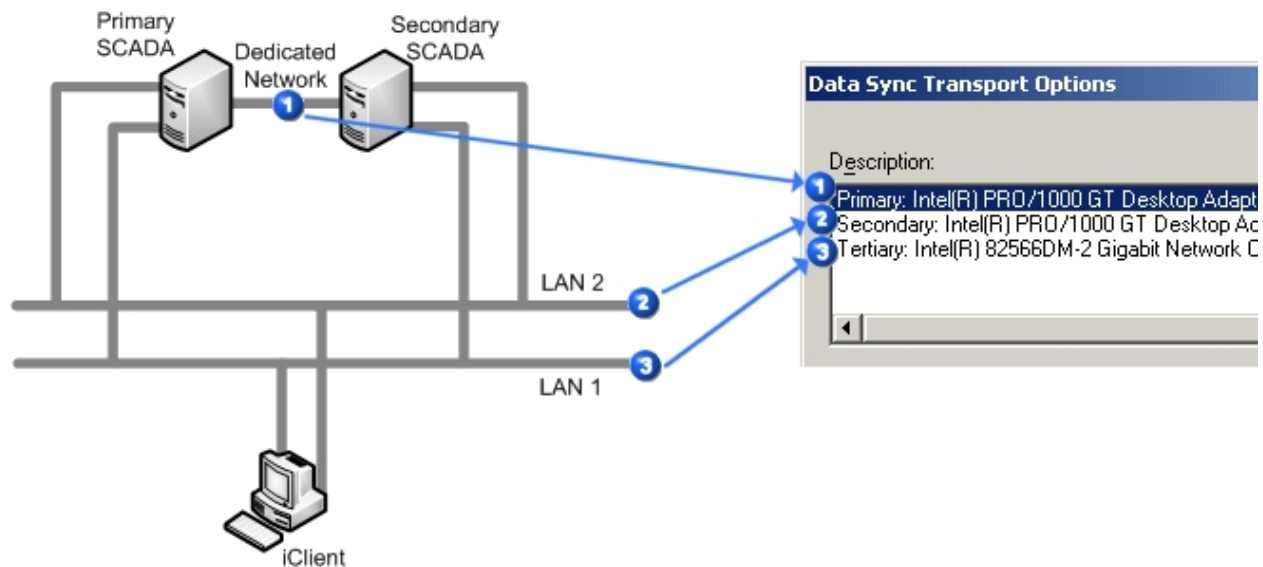 Primary
SCADA
Dedicated
Network
Secondary
SCADA
1
LAN 2
2
3
LAN 1
iClient
Data Sync Transport Options
Description:
1
Primary: Intel(R) PRO/1000 GT Desktop Adapt
2
Secondary: Intel(R) PRO/1000 GT Desktop Ad
3
Tertiary: Intel(R) 82566DM-2 Gigabit Network C